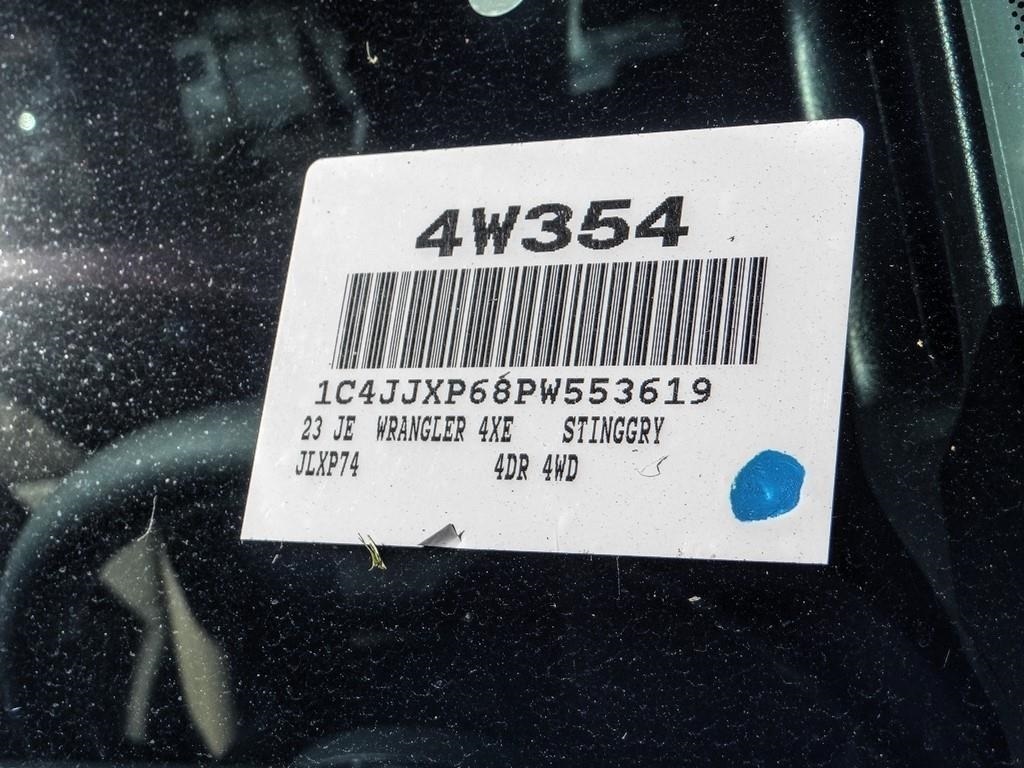 4W354
1C4JJXP68PW553619
23 JE WRANGLER 4XE STINGGRY
JLXP74 4DR 4WD